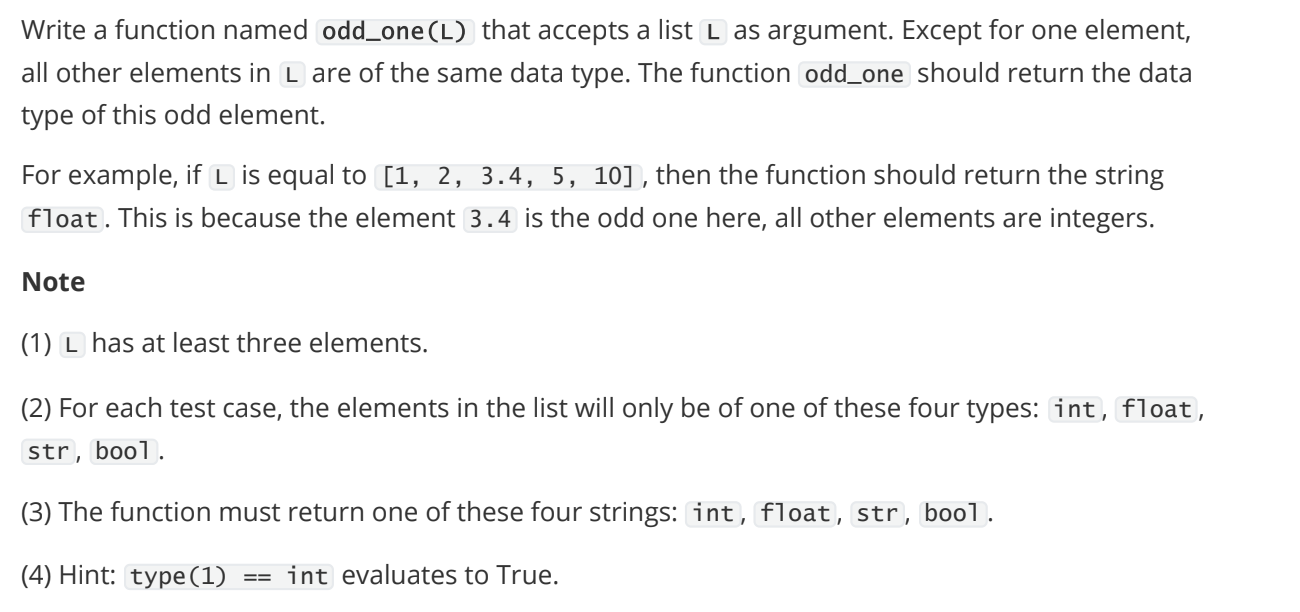 Write a function named odd_one(L) that accepts a list L as argument. Except for one element,
all other elements in L are of the same data type. The function odd_one should return the data
type of this odd element.
For example, if L is equal to [1, 2, 3.4, 5, 10], then the function should return the string
float. This is because the element 3.4 is the odd one here, all other elements are integers.
Note
(1) L has at least three elements.
(2) For each test case, the elements in the list will only be of one of these four types: int, float,
str, bool.
(3) The function must return one of these four strings: int, float, str, bool.
(4) Hint: type(1) == int evaluates to True.